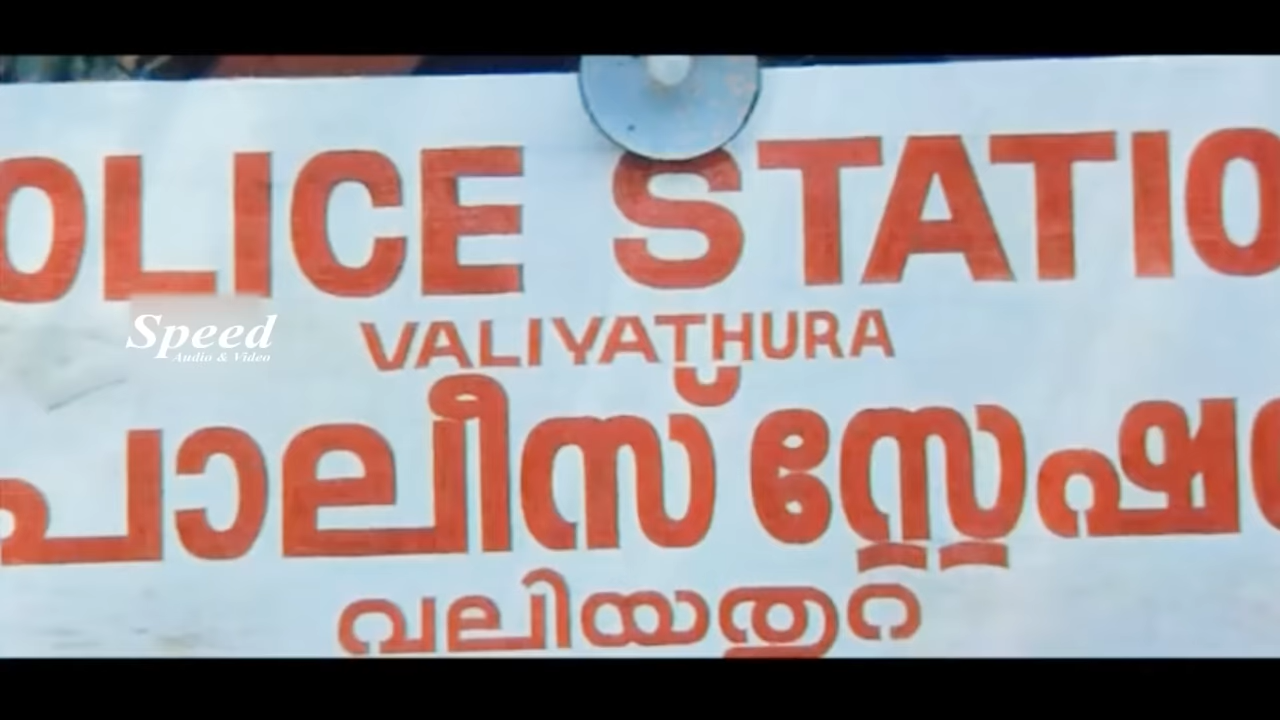 OLICE STATIO
VALIYATHURA
Speed
Audio & Video
പോലീസ് സ്റ്റേഷ
വലിയതുറ